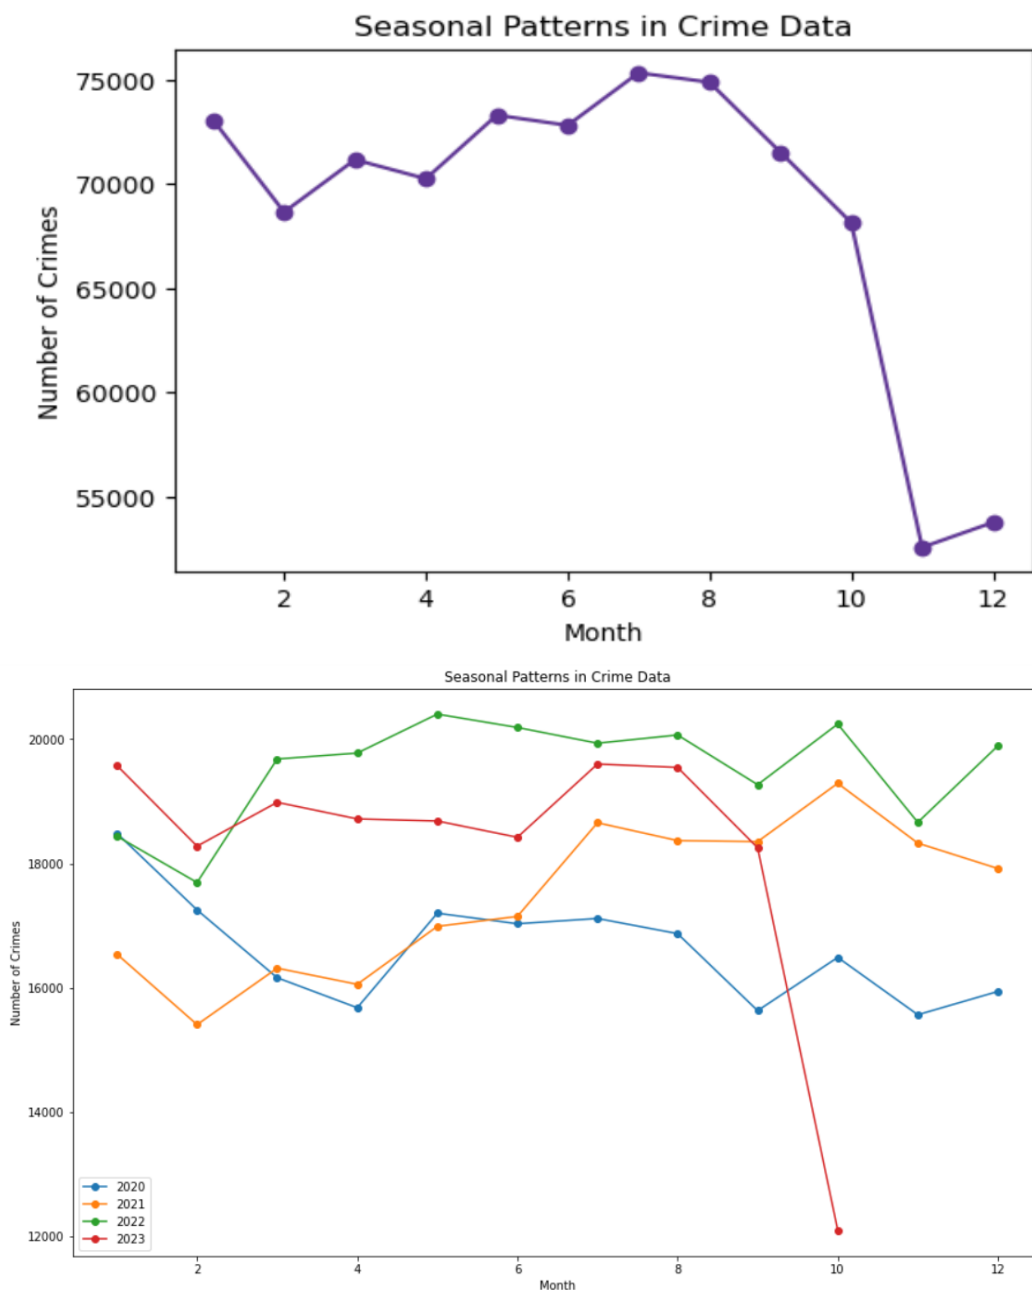 Seasonal Patterns in Crime Data
75000
70000
65000
60000
55000
Number of Crimes
2 4 6 8 10 12
Month
Seasonal Patterns in Crime Data
20000
18000
16000
14000
12000
Number of Crimes
2020
2021
2022
2023
2 4 6 8 10 12
Month